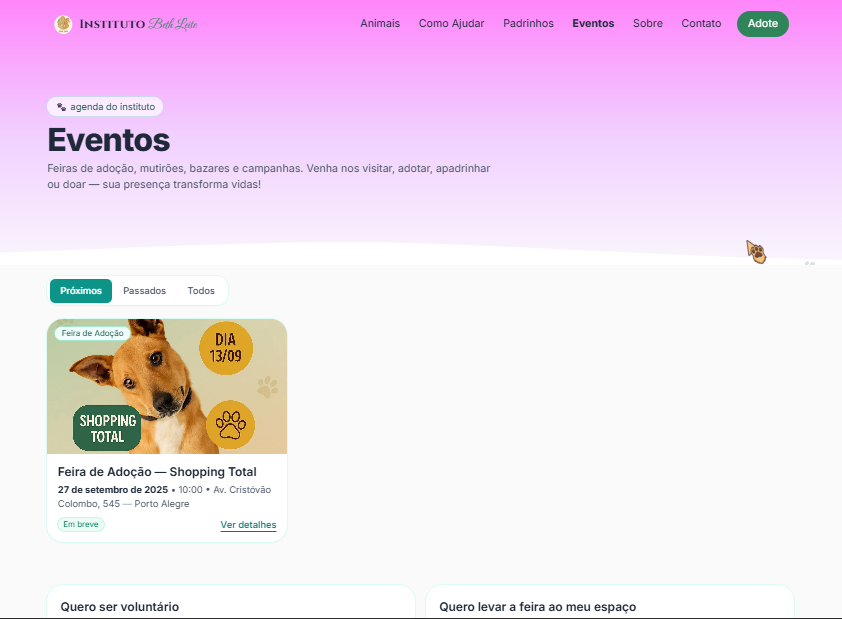 INSTITUTO Beth Leite
Animais Como Ajudar Padrinhos Eventos Sobre Contato Adote
agenda do instituto
Eventos
Feiras de adoção, mutirões, bazares e campanhas. Venha nos visitar, adotar, apadrinhar
ou doar — sua presença transforma vidas!
Próximos Passados Todos
Feira de Adoção
DIA
13/09
SHOPPING
TOTAL
Feira de Adoção — Shopping Total
27 de setembro de 2025 • 10:00 • Av. Cristóvão
Colombo, 545 — Porto Alegre
Em breve
Ver detalhes
Quero ser voluntário
Quero levar a feira ao meu espaço